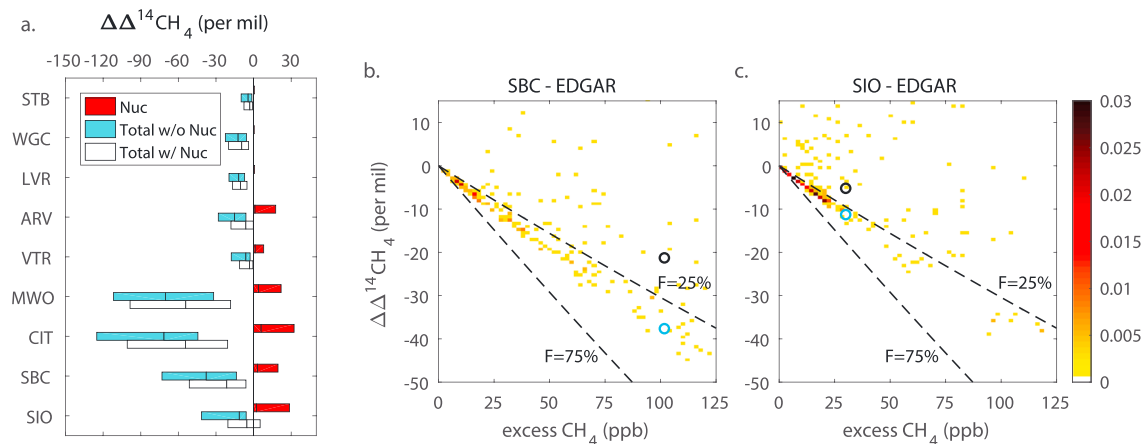 a.
ΔΔ¹⁴CH₄ (per mil)
-150 -120 -90 -60 -30 0 30
STB
WGC
LVR
ARV
VTR
MWO
CIT
SBC
SIO
Nuc
Total w/o Nuc
Total w/ Nuc
b.
SBC - EDGAR
ΔΔ¹⁴CH₄ (per mil)
10
0
-10
-20
-30
-40
-50
F=25%
F=75%
0 25 50 75 100 125
excess CH₄ (ppb)
c.
SIO - EDGAR
10
0
-10
-20
-30
-40
-50
F=25%
F=75%
0 25 50 75 100 125
excess CH₄ (ppb)
0.03
0.025
0.02
0.015
0.01
0.005
0